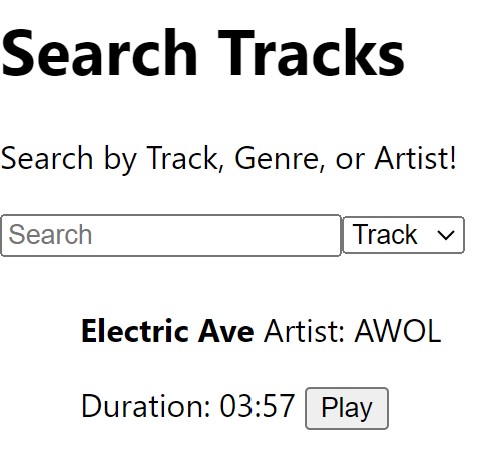 Search Tracks
Search by Track, Genre, or Artist!
Search Track
Electric Ave Artist: AWOL
Duration: 03:57 Play